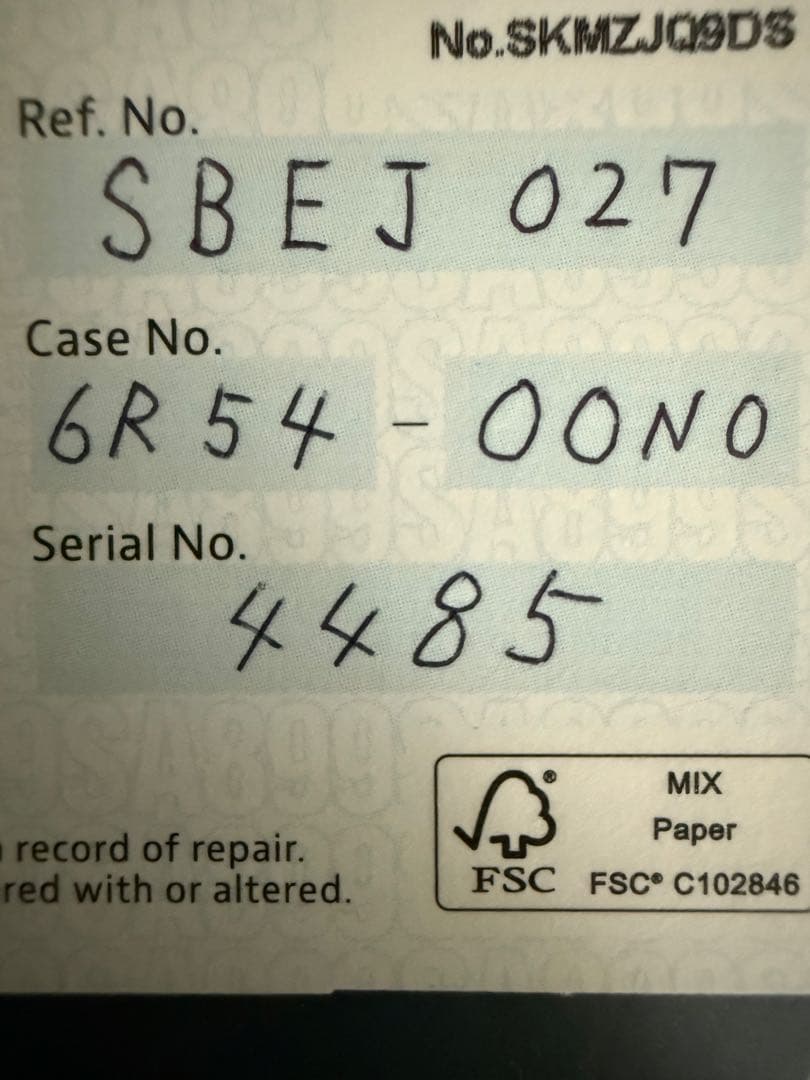 No.SKMZJQ9DS
Ref. No.
SBEJ 027
Case No.
6R54 - 00N0
Serial No.
4485
MIX
Paper
record of repair.
FSC FSC® C102846
red with or altered.